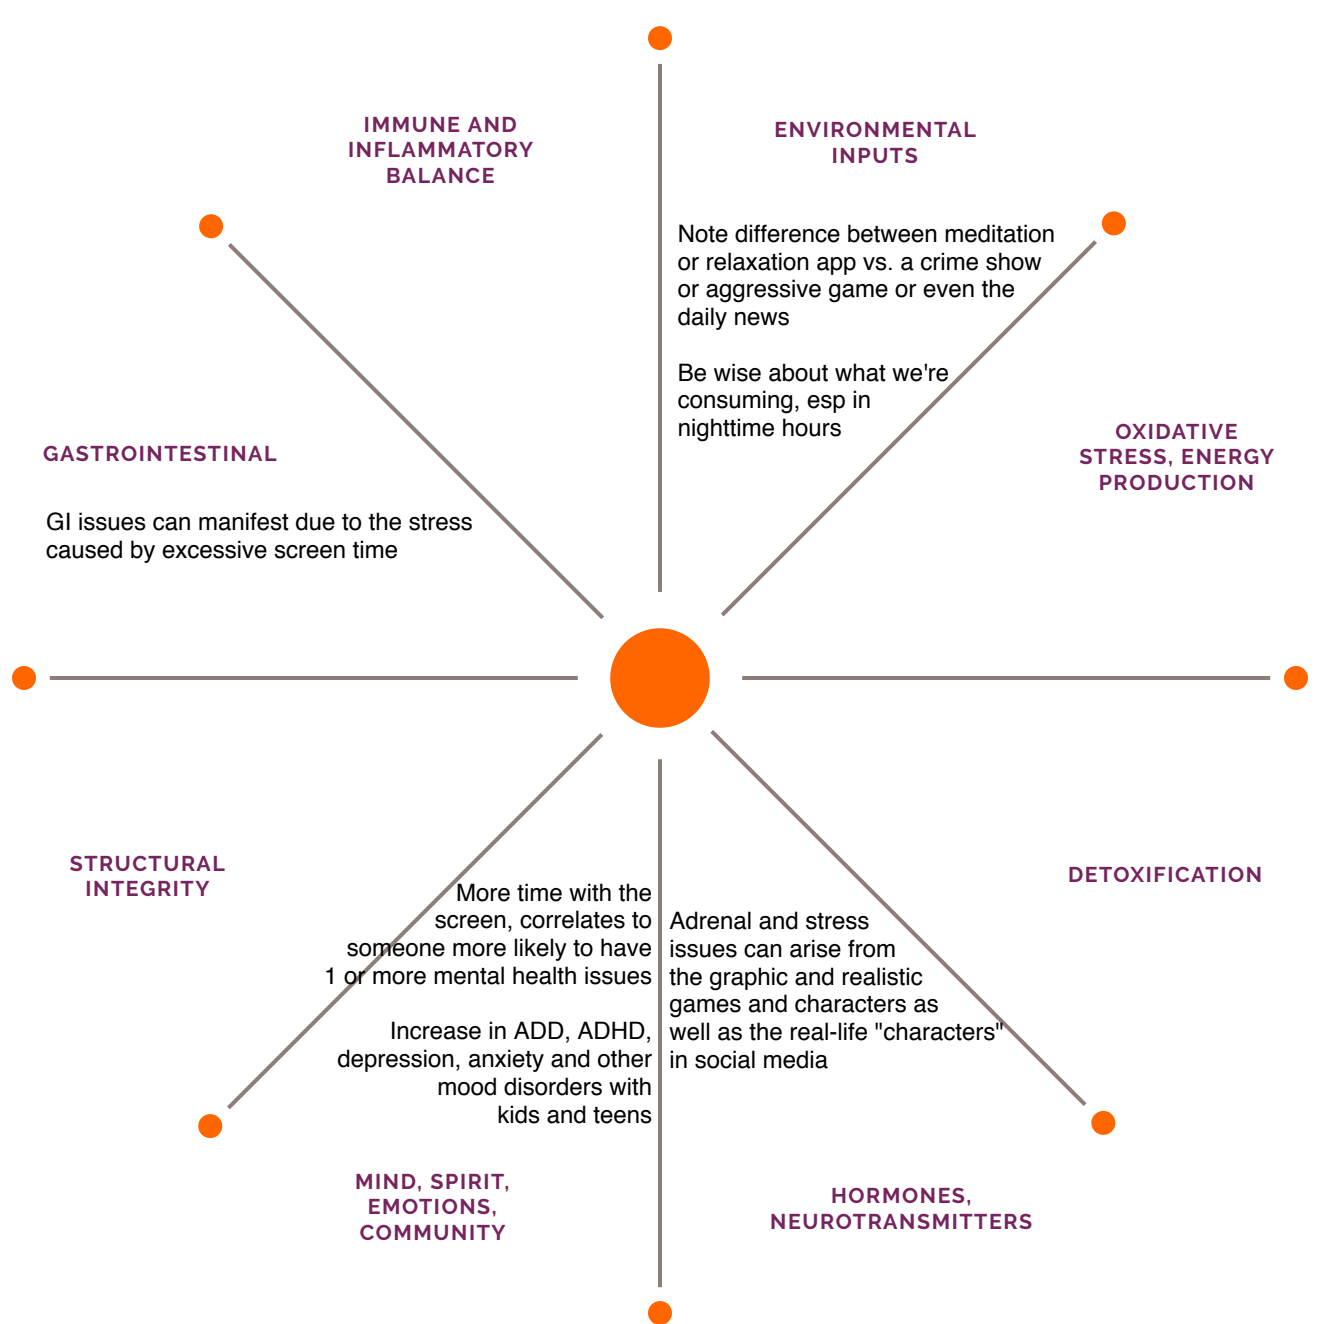 IMMUNE AND
INFLAMMATORY
BALANCE
ENVIRONMENTAL
INPUTS
Note difference between meditation
or relaxation app vs. a crime show
or aggressive game or even the
daily news
Be wise about what we're
consuming, esp in
nighttime hours
OXIDATIVE
STRESS, ENERGY
PRODUCTION
GASTROINTESTINAL
GI issues can manifest due to the stress
caused by excessive screen time
STRUCTURAL
INTEGRITY
DETOXIFICATION
More time with the
screen, correlates to
someone more likely to have
1 or more mental health issues
Increase in ADD, ADHD,
depression, anxiety and other
mood disorders with
kids and teens
MIND, SPIRIT,
EMOTIONS,
COMMUNITY
Adrenal and stress
issues can arise from
the graphic and realistic
games and characters as
well as the real-life "characters"
in social media
HORMONES,
NEUROTRANSMITTERS